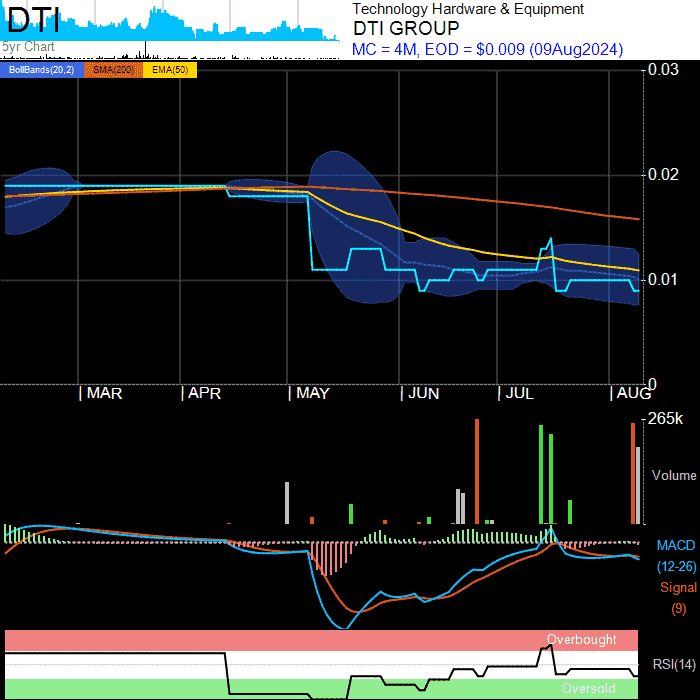 DTI
5yr Chart
Technology Hardware & Equipment
DTI GROUP
MC = 4M, EOD = $0.009 (09Aug2024)
BollBands(20,2) SMA(200) EMA(50)
0.03
0.02
0.01
0
| MAR | APR | MAY | JUN | JUL | AUG
265k
Volume
MACD
(12-26)
Signal
(9)
Overbought
RSI(14)
Oversold